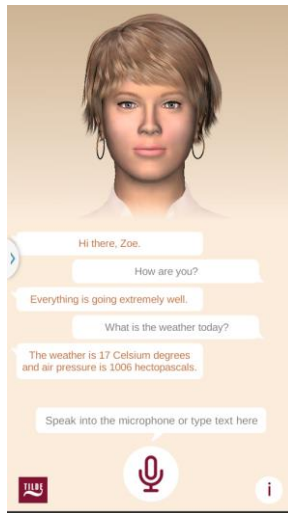 Hi there, Zoe.
How are you?
Everything is going extremely well.
What is the weather today?
The weather is 17 Celsium degrees
and air pressure is 1006 hectopascals.
Speak into the microphone or type text here
TILDE
i